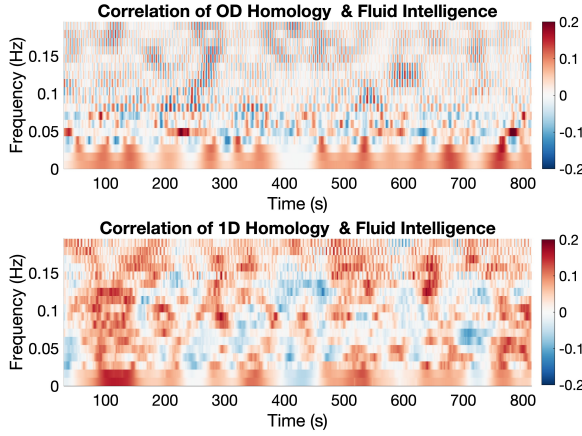 Correlation of OD Homology & Fluid Intelligence
Frequency (Hz)
0.15
0.1
0.05
0
100 200 300 400 500 600 700 800
Time (s)
0.2
0.1
0
-0.1
-0.2
Correlation of 1D Homology & Fluid Intelligence
Frequency (Hz)
0.15
0.1
0.05
0
100 200 300 400 500 600 700 800
Time (s)
0.2
0.1
0
-0.1
-0.2